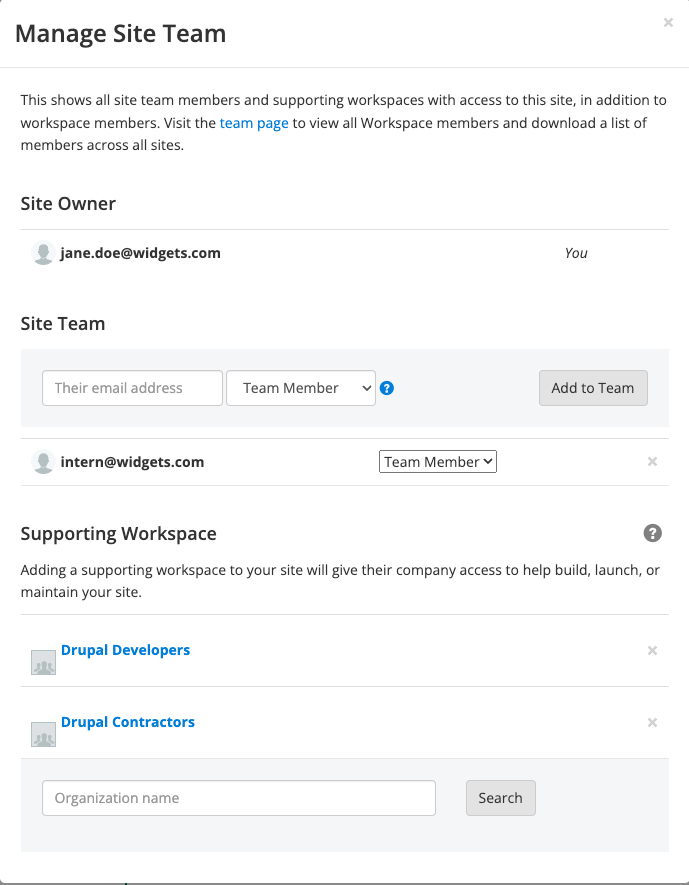 Manage Site Team
×
This shows all site team members and supporting workspaces with access to this site, in addition to
workspace members. Visit the team page to view all Workspace members and download a list of
members across all sites.
Site Owner
jane.doe@widgets.com You
Site Team
Their email address Team Member ? Add to Team
intern@widgets.com Team Member ×
Supporting Workspace ?
Adding a supporting workspace to your site will give their company access to help build, launch, or
maintain your site.
Drupal Developers ×
Drupal Contractors ×
Organization name Search